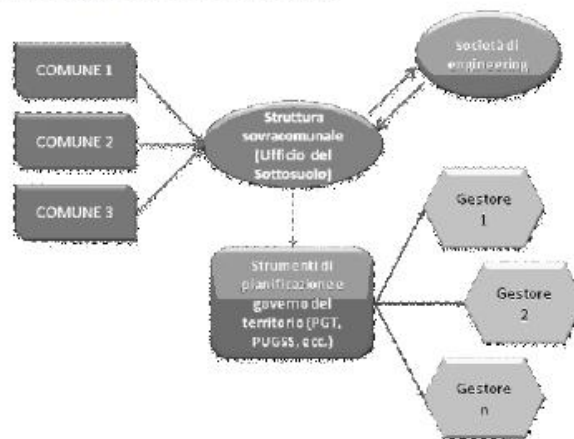 COMUNE 1
COMUNE 2
COMUNE 3
Struttura
sovracomunale
(Ufficio del
Sottosuolo)
Società di
engineering
Strumenti di
pianificazione e
governo del
territorio (PGT,
PUGSS, ecc.)
Gestore
1
Gestore
2
Gestore
n